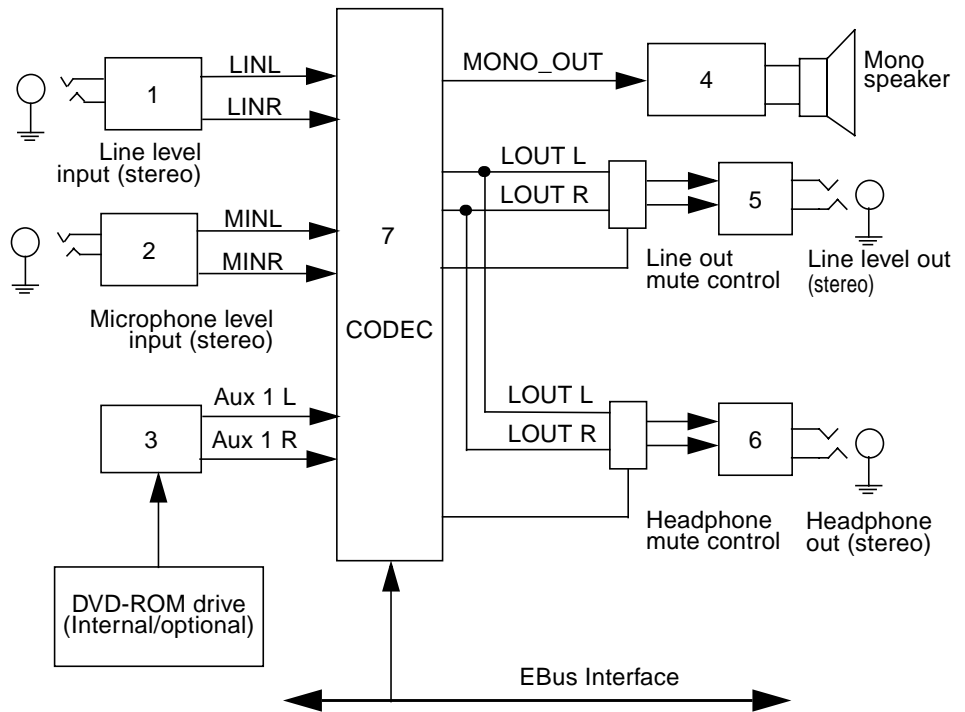 LINL
LINR
1
Line level
input (stereo)
MINL
MINR
2
Microphone level
input (stereo)
Aux 1 L
Aux 1 R
3
DVD-ROM drive
(Internal/optional)
7
CODEC
MONO_OUT
4
Mono
speaker
LOUT L
LOUT R
5
Line out
mute control
Line level out
(stereo)
LOUT L
LOUT R
6
Headphone
mute control
Headphone
out (stereo)
EBus Interface